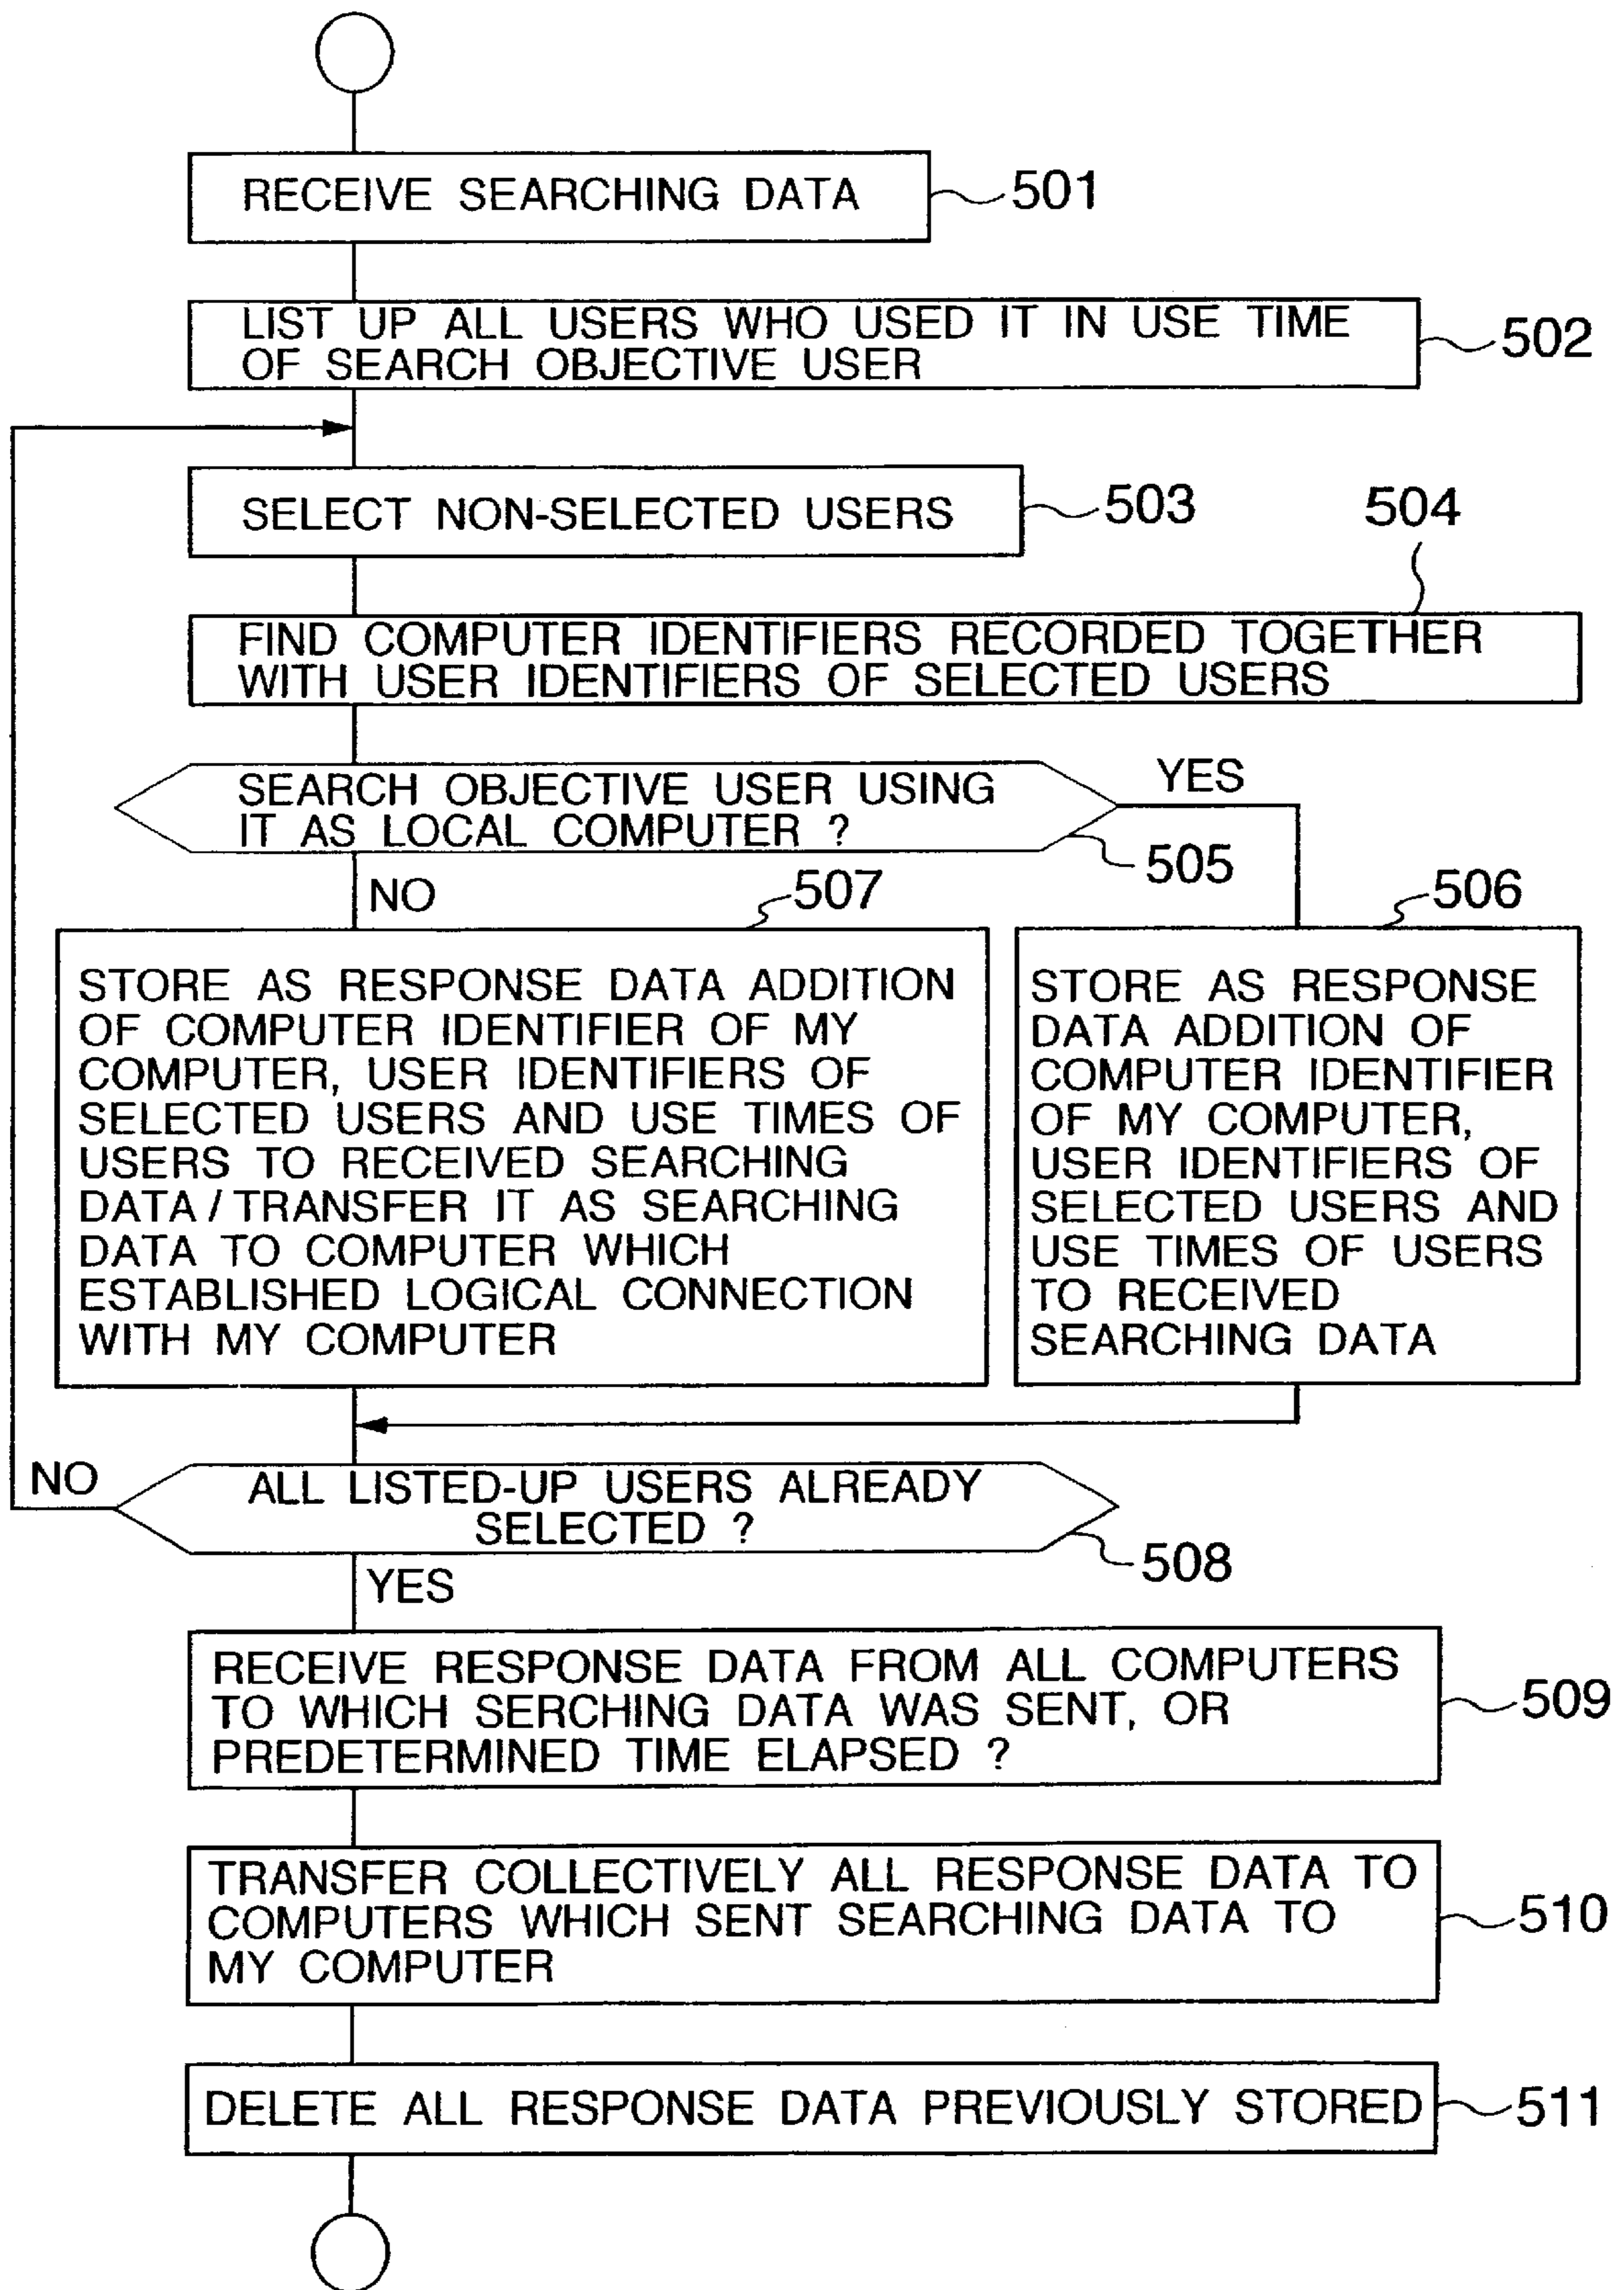 RECEIVE SEARCHING DATA
501
LIST UP ALL USERS WHO USED IT IN USE TIME
OF SEARCH OBJECTIVE USER
502
SELECT NON-SELECTED USERS
503
504
FIND COMPUTER IDENTIFIERS RECORDED TOGETHER
WITH USER IDENTIFIERS OF SELECTED USERS
SEARCH OBJECTIVE USER USING
IT AS LOCAL COMPUTER ?
YES
505
NO
507
506
STORE AS RESPONSE DATA ADDITION
OF COMPUTER IDENTIFIER OF MY
COMPUTER, USER IDENTIFIERS OF
SELECTED USERS AND USE TIMES OF
USERS TO RECEIVED SEARCHING
DATA / TRANSFER IT AS SEARCHING
DATA TO COMPUTER WHICH
ESTABLISHED LOGICAL CONNECTION
WITH MY COMPUTER
STORE AS RESPONSE
DATA ADDITION OF
COMPUTER IDENTIFIER
OF MY COMPUTER,
USER IDENTIFIERS OF
SELECTED USERS AND
USE TIMES OF USERS
TO RECEIVED
SEARCHING DATA
NO
ALL LISTED-UP USERS ALREADY
SELECTED ?
508
YES
RECEIVE RESPONSE DATA FROM ALL COMPUTERS
TO WHICH SERCHING DATA WAS SENT, OR
PREDETERMINED TIME ELAPSED ?
509
TRANSFER COLLECTIVELY ALL RESPONSE DATA TO
COMPUTERS WHICH SENT SEARCHING DATA TO
MY COMPUTER
510
DELETE ALL RESPONSE DATA PREVIOUSLY STORED
511